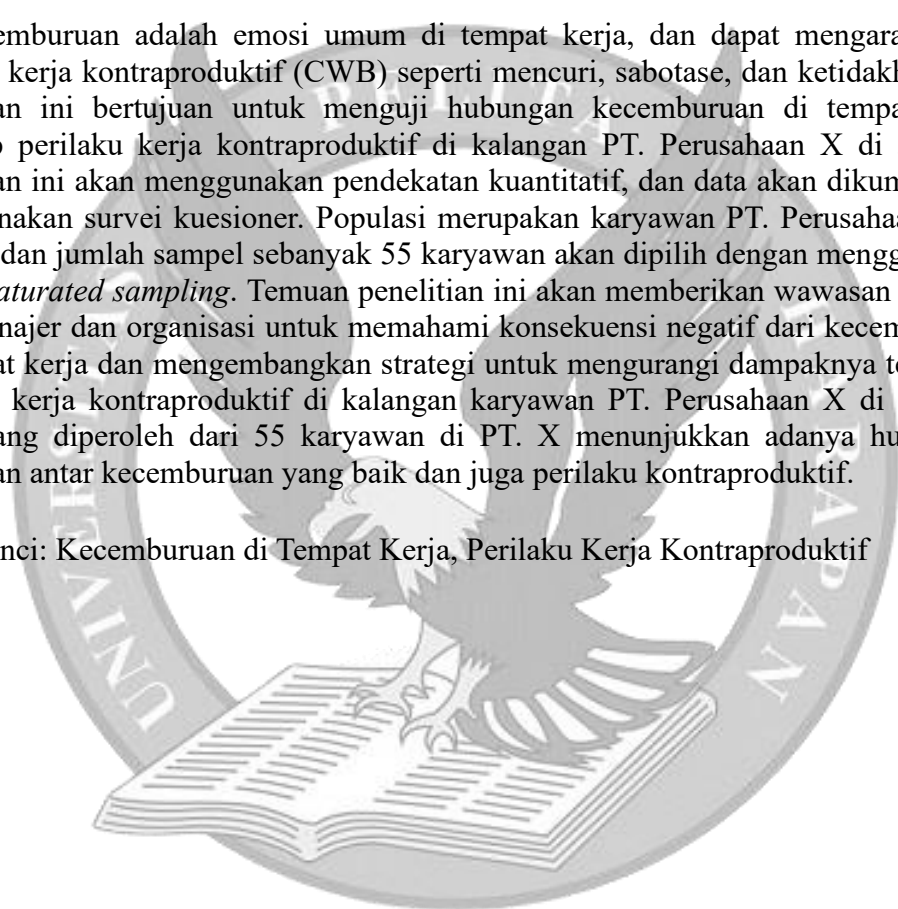 emburuan adalah emosi umum di tempat kerja, dan dapat mengara
kerja kontraproduktif (CWB) seperti mencuri, sabotase, dan ketidakh
an ini bertujuan untuk menguji hubungan kecemburuan di tempa
perilaku kerja kontraproduktif di kalangan PT. Perusahaan X di
an ini akan menggunakan pendekatan kuantitatif, dan data akan dikum
nakan survei kuesioner. Populasi merupakan karyawan PT. Perusahaa
dan jumlah sampel sebanyak 55 karyawan akan dipilih dengan mengg
aturated sampling. Temuan penelitian ini akan memberikan wawasan
najer dan organisasi untuk memahami konsekuensi negatif dari kecem
at kerja dan mengembangkan strategi untuk mengurangi dampaknya te
kerja kontraproduktif di kalangan karyawan PT. Perusahaan X di
ang diperoleh dari 55 karyawan di PT. X menunjukkan adanya hu
an antar kecemburuan yang baik dan juga perilaku kontraproduktif.
nci: Kecemburuan di Tempat Kerja, Perilaku Kerja Kontraproduktif
UNIVERSITAS PELITA HARAPAN